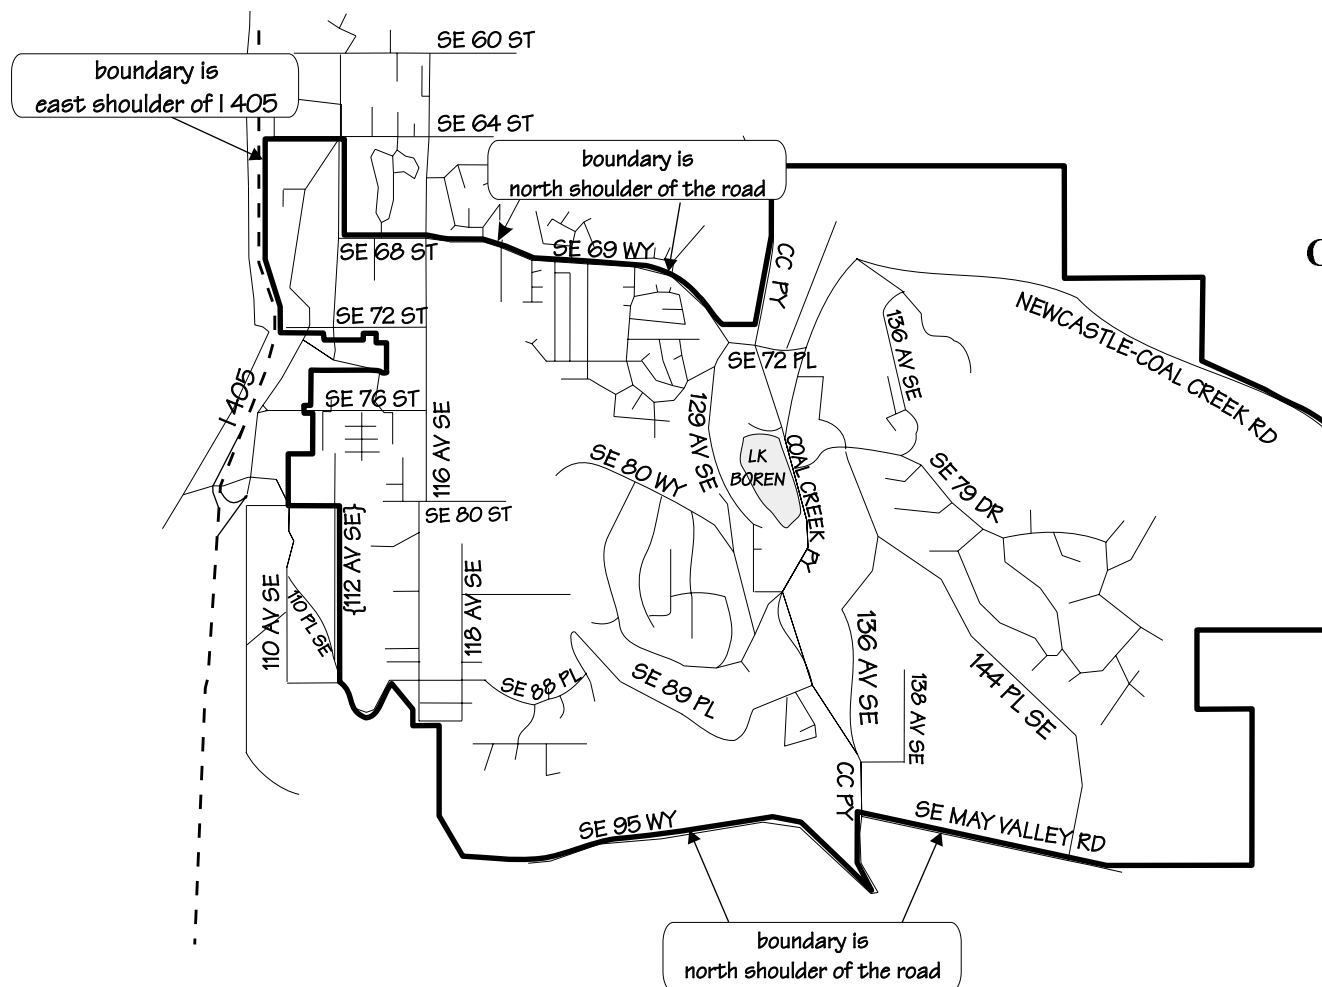 SE 60 ST
boundary is
east shoulder of I 405
SE 64 ST
boundary is
north shoulder of the road
SE 68 ST
SE 69 WY
CC PY
C
NEWCASTLE-COAL CREEK RD
SE 72 ST
136 AV SE
SE 72 PL
I 405
SE 76 ST
116 AV SE
129 AV SE
LK
BOREN
COAL CREEK PY
SE 80 WY
SE 79 DR
SE 80 ST
{112 AV SE}
110 AV SE
110 PL SE
118 AV SE
136 AV SE
138 AV SE
144 PL SE
SE 88 PL
SE 89 PL
CC PY
SE 95 WY
SE MAY VALLEY RD
boundary is
north shoulder of the road